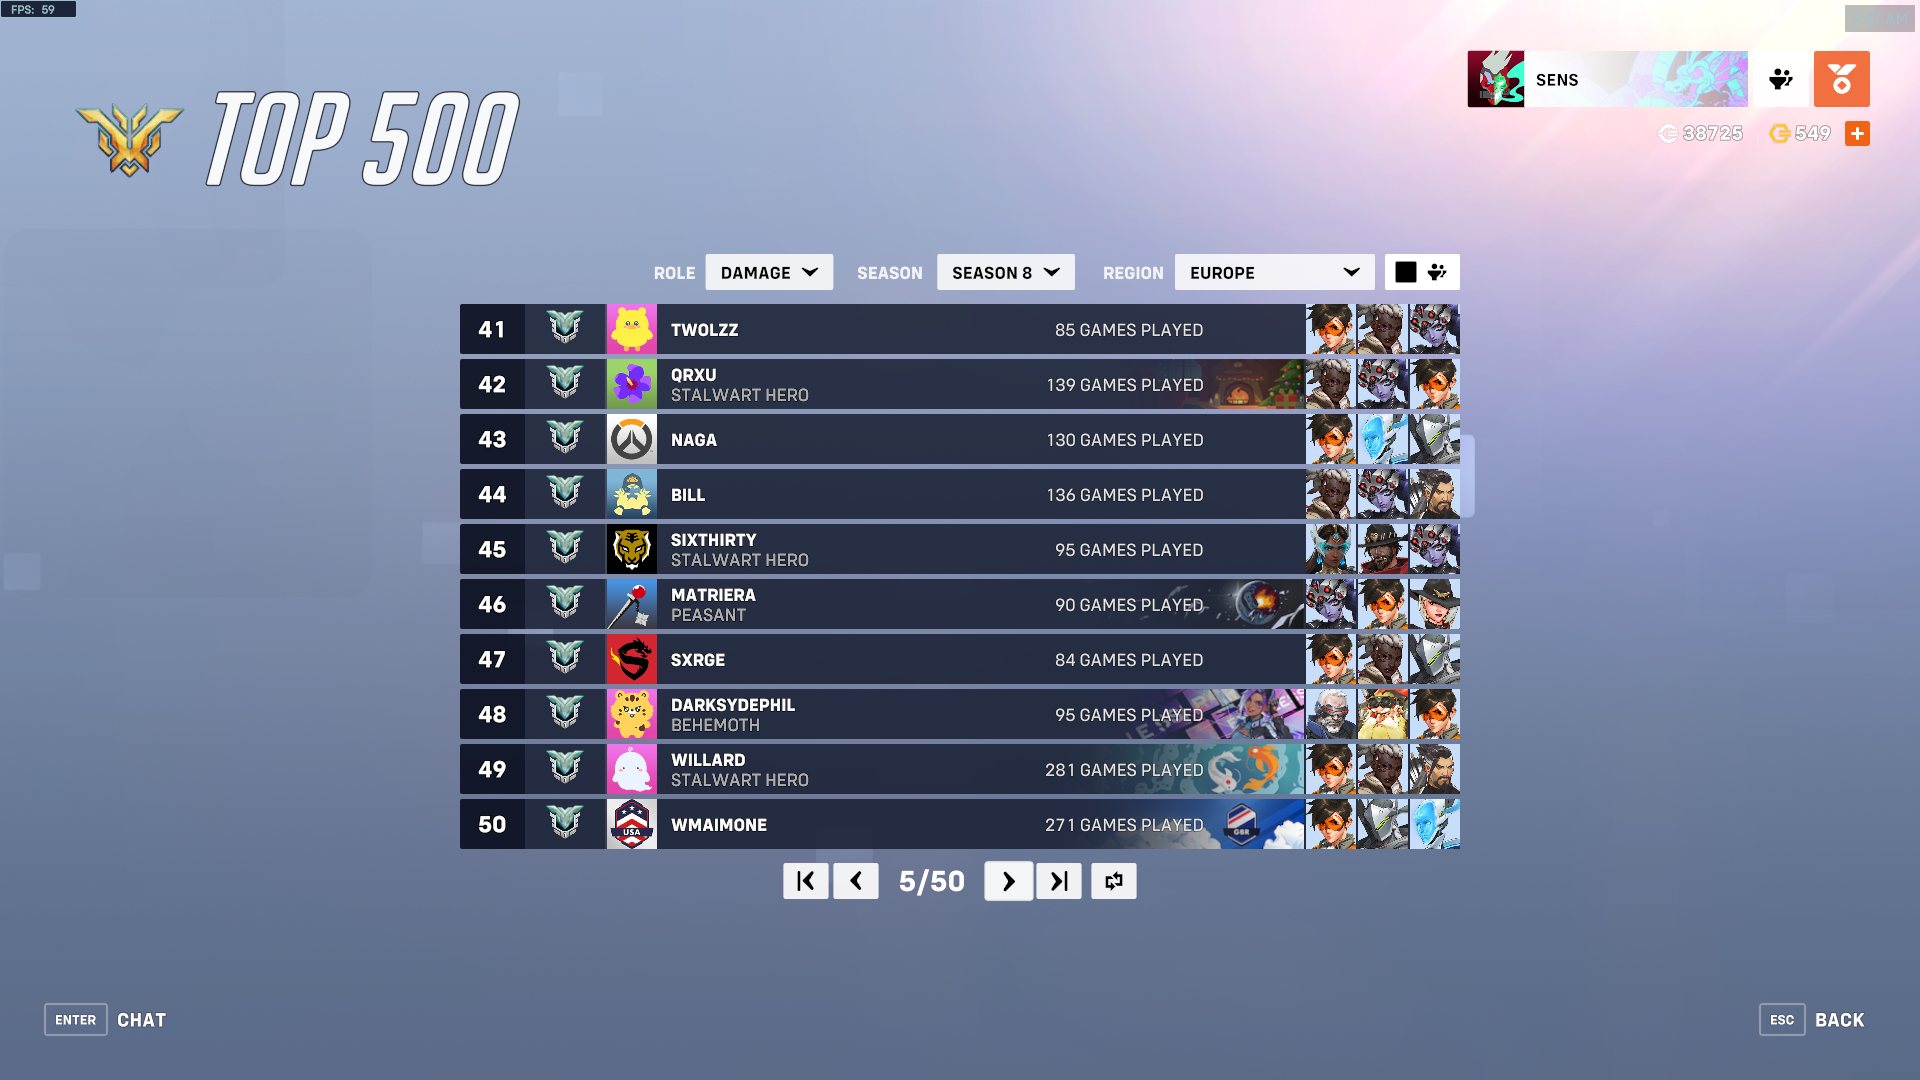 FPS: 59
TOP 500
SENS
38725
549
ROLE DAMAGE SEASON SEASON 8 REGION EUROPE
41 TWOLZZ 85 GAMES PLAYED
42 QRXU 139 GAMES PLAYED
STALWART HERO
43 NAGA 130 GAMES PLAYED
44 BILL 136 GAMES PLAYED
45 SIXTHIRTY 95 GAMES PLAYED
STALWART HERO
46 MATRIERA 90 GAMES PLAYED
PEASANT
47 SXRGE 84 GAMES PLAYED
48 DARKSYDEPHIL 95 GAMES PLAYED
BEHEMOTH
49 WILLARD 281 GAMES PLAYED
STALWART HERO
50 USA WMAIMONE 271 GAMES PLAYED GBR
5/50
ENTER CHAT
ESC BACK